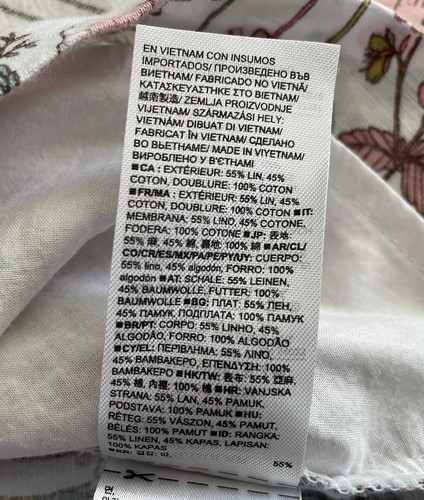 EN VIETNAM CON INSUMOS
IMPORTADOS/ ПРОИЗВЕДЕНО ВЪВ
ВИЕТНАМ/ FABRICADO NO VIETNÃ/
ΚΑΤΑΣΚΕΥΑΣΤΗΚΕ ΣΤΟ ΒΙΕΤΝΑΜ/
越南製造/ ZEMLJA PROIZVODNJE
VIJETNAM/ SZÁRMAZÁSI HELY:
VIETNÁM/ DIBUAT DI VIETNAM/
FABRICAT ÎN VIETNAM/ СДЕЛАНО
ВО ВЬЕТНАМЕ/ MADE IN VIYETNAM/
ВИРОБЛЕНО У В'ЄТНАМІ
■CA : EXTÉRIEUR: 55% LIN, 45%
COTON, DOUBLURE: 100% COTON
■FR/MA : EXTÉRIEUR: 55% LIN, 45%
COTON, DOUBLURE: 100% COTON ■IT:
MEMBRANA: 55% LINO, 45% COTONE,
FODERA: 100% COTONE ■JP: 表地:
55% 麻, 45% 綿, 裏地: 100% 綿 ■AR/CL/
CO/CR/ES/MX/PA/PE/PY/UY: CUERPO:
55% lino, 45% algodón, FORRO: 100%
algodón ■AT: SCHALE: 55% LEINEN,
45% BAUMWOLLE, FUTTER: 100%
BAUMWOLLE ■BG: ПЛАТ: 55% ЛЕН,
45% ПАМУК, ПОДПЛАТА: 100% ПАМУК
■BR/PT: CORPO: 55% LINHO, 45%
ALGODÃO, FORRO: 100% ALGODÃO
■CY/EL: ΠΕΡΙΒΛΗΜΑ: 55% ΛΙΝΟ,
45% ΒΑΜΒΑΚΕΡΟ, ΕΠΕΝΔΥΣΗ: 100%
ΒΑΜΒΑΚΕΡΟ ■HK/TW: 表布: 55% 亞麻,
45% 棉, 內裡: 100% 棉 ■HR: VANJSKA
STRANA: 55% LAN, 45% PAMUK,
PODSTAVA: 100% PAMUK ■HU:
RÉTEG: 55% VÁSZON, 45% PAMUT,
BÉLÉS: 100% PAMUT ■ID: RANGKA:
55% LINEN, 45% KAPAS, LAPISAN:
100% KAPAS
55%